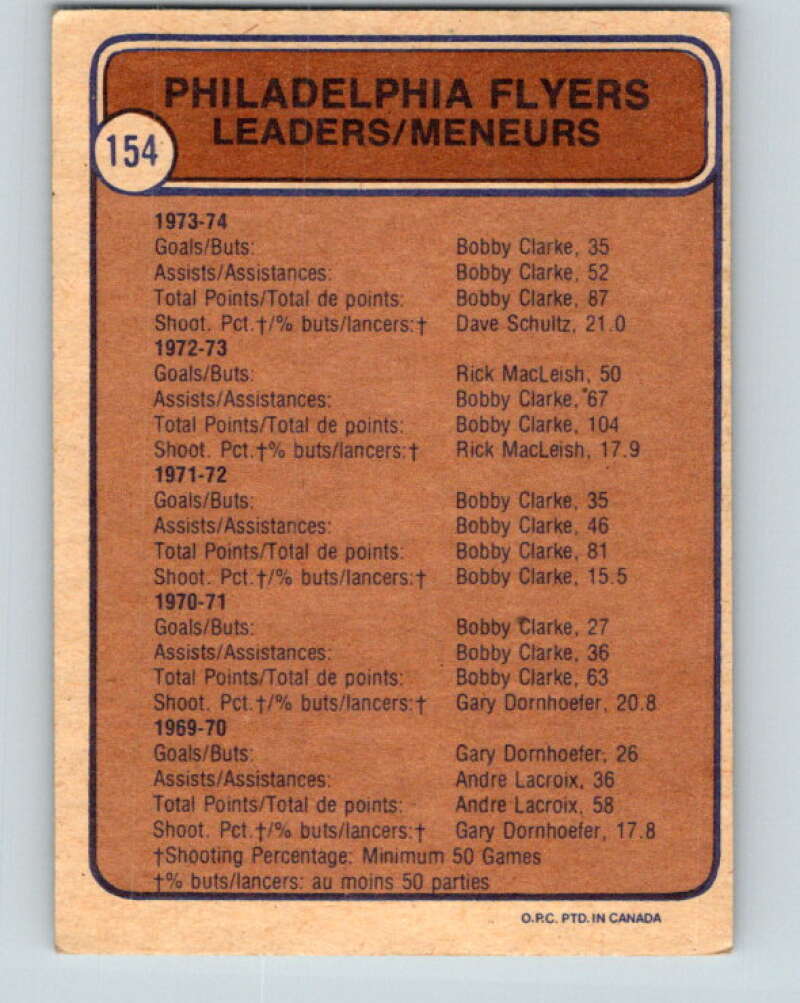 PHILADELPHIA FLYERS
LEADERS/MENEURS
154
1973-74
Goals/Buts: Bobby Clarke, 35
Assists/Assistances: Bobby Clarke, 52
Total Points/Total de points: Bobby Clarke, 87
Shoot. Pct.†/% buts/lancers:† Dave Schultz, 21.0
1972-73
Goals/Buts: Rick MacLeish, 50
Assists/Assistances: Bobby Clarke, 67
Total Points/Total de points: Bobby Clarke, 104
Shoot. Pct.†% buts/lancers:† Rick MacLeish, 17.9
1971-72
Goals/Buts: Bobby Clarke, 35
Assists/Assistances: Bobby Clarke, 46
Total Points/Total de points: Bobby Clarke, 81
Shoot. Pct.†/% buts/lancers:† Bobby Clarke, 15.5
1970-71
Goals/Buts: Bobby Clarke, 27
Assists/Assistances: Bobby Clarke, 36
Total Points/Total de points: Bobby Clarke, 63
Shoot. Pct.†/% buts/lancers:† Gary Dornhoefer, 20.8
1969-70
Goals/Buts: Gary Dornhoefer, 26
Assists/Assistances: Andre Lacroix, 36
Total Points/Total de points: Andre Lacroix, 58
Shoot. Pct.†/% buts/lancers:† Gary Dornhoefer, 17.8
†Shooting Percentage: Minimum 50 Games
†% buts/lancers: au moins 50 parties
O.P.C. PTD. IN CANADA